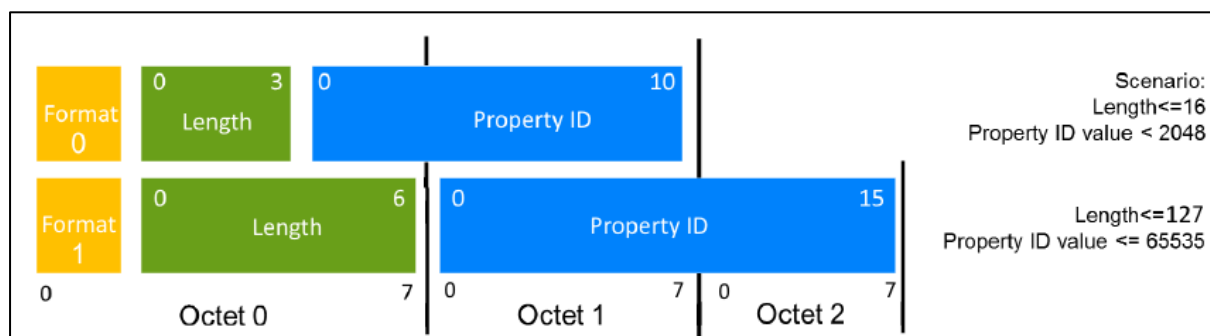 0 3 0 10 Scenario:
Format Length Property ID Length<=16
0 Property ID value < 2048
0 6 0 15
Format Length Property ID Length<=127
1 Property ID value <= 65535
0 7 0 7 0 7
Octet 0 Octet 1 Octet 2